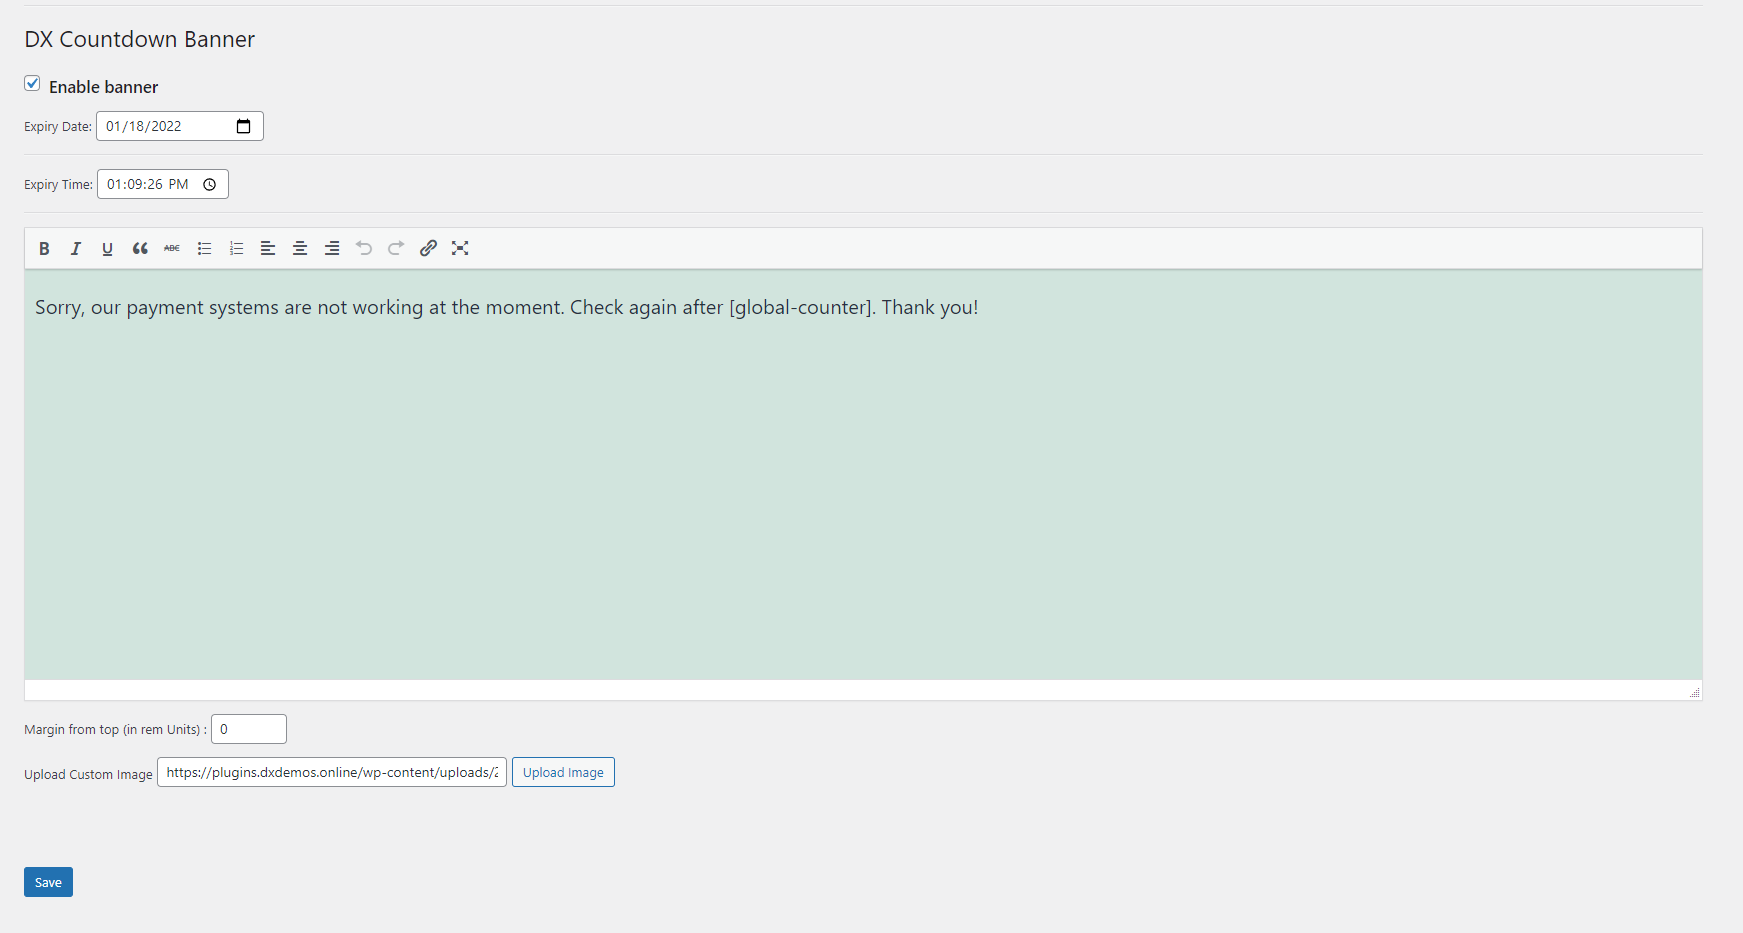 DX Countdown Banner
Enable banner
Expiry Date: 01/18/2022
Expiry Time: 01:09:26 PM
B I U ABC
Sorry, our payment systems are not working at the moment. Check again after [global-counter]. Thank you!
Margin from top (in rem Units) : 0
Upload Custom Image https://plugins.dxdemos.online/wp-content/uploads/ Upload Image
Save